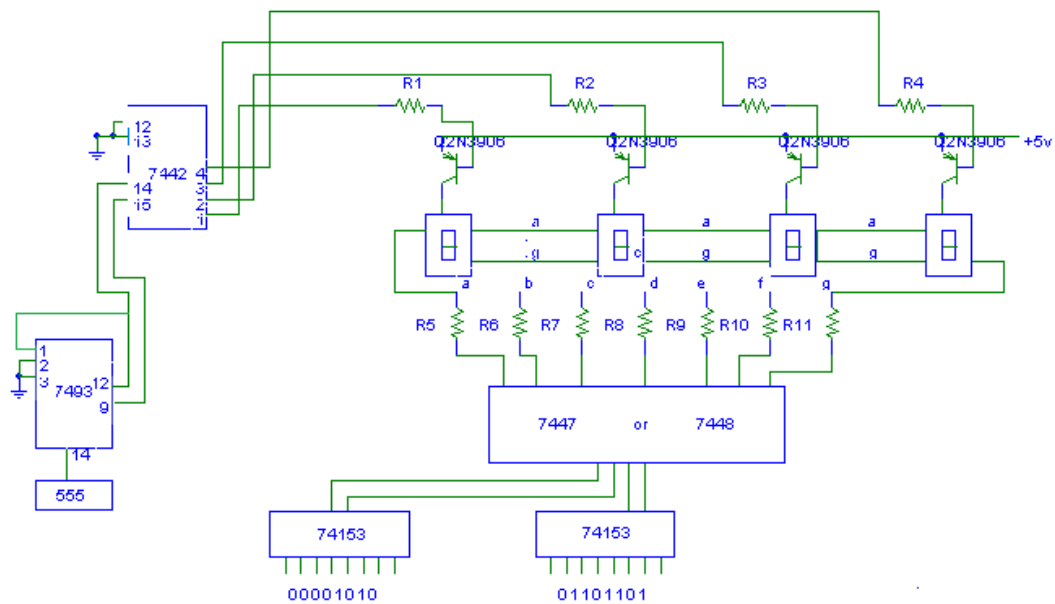 R1 R2 R3 R4
Q2N3906 Q2N3906 Q2N3906 Q2N3906 +5v
12
13
7442 4
14 3
15 2
1
a a a
g c g g
a b c d e f g
R5 R6 R7 R8 R9 R10 R11
1
2
3 7493 12
9
14
555
7447 or 7448
74153 74153
00001010 01101101